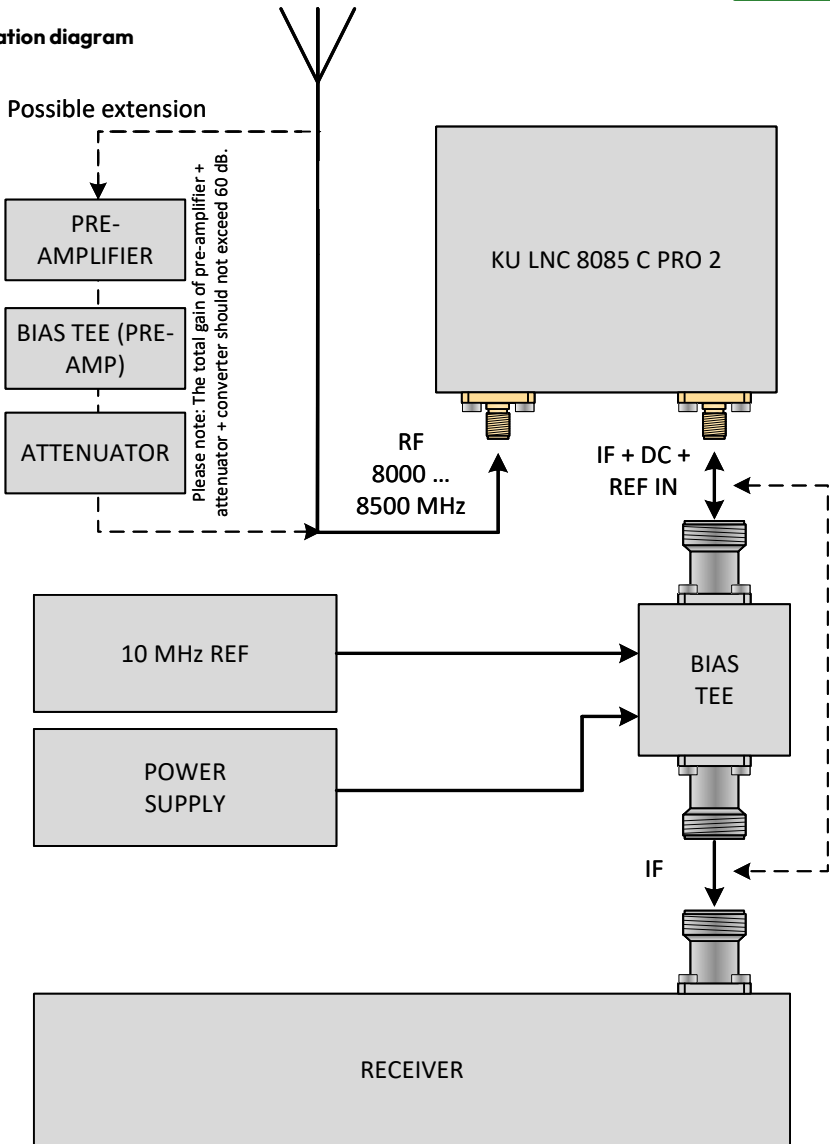 ation diagram
Possible extension
PRE-
AMPLIFIER
BIAS TEE (PRE-
AMP)
ATTENUATOR
Please note: The total gain of pre-amplifier +
attenuator + converter should not exceed 60 dB.
KU LNC 8085 C PRO 2
RF
8000 ...
8500 MHz
IF + DC +
REF IN
10 MHz REF
BIAS
TEE
POWER
SUPPLY
IF
RECEIVER